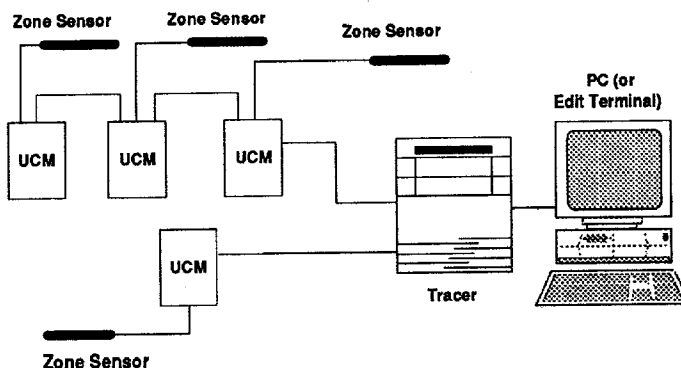 Zone Sensor
Zone Sensor
Zone Sensor
PC (or
Edit Terminal)
UCM
UCM
UCM
UCM
Tracer
Zone Sensor